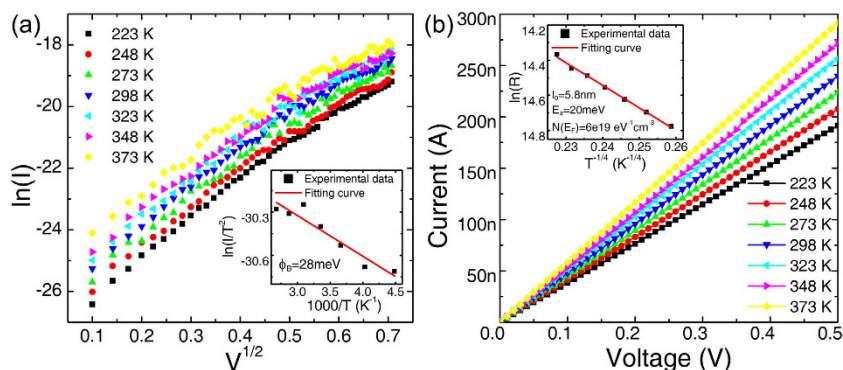 (a)
223 K
248 K
273 K
298 K
323 K
348 K
373 K
-18
-20
-22
-24
-26
ln(I)
0.0
0.1
0.2
0.3
0.4
0.5
0.6
0.7
V^1/2
Experimental data
Fitting curve
ln(I/T²)
-30.3
-30.6
ϕB=28meV
3.0
3.5
4.0
4.5
1000/T (K⁻¹)
(b)
300n
250n
200n
150n
100n
50n
Current (A)
0.0
0.1
0.2
0.3
0.4
0.5
Voltage (V)
Experimental data
Fitting curve
14.2
14.4
14.6
14.8
ln(R)
Ea=20meV
N(EF)=6e19 eV⁻¹cm⁻³
0.23
0.24
0.25
0.26
T^-1/4 (K^-1/4)
223 K
248 K
273 K
298 K
323 K
348 K
373 K